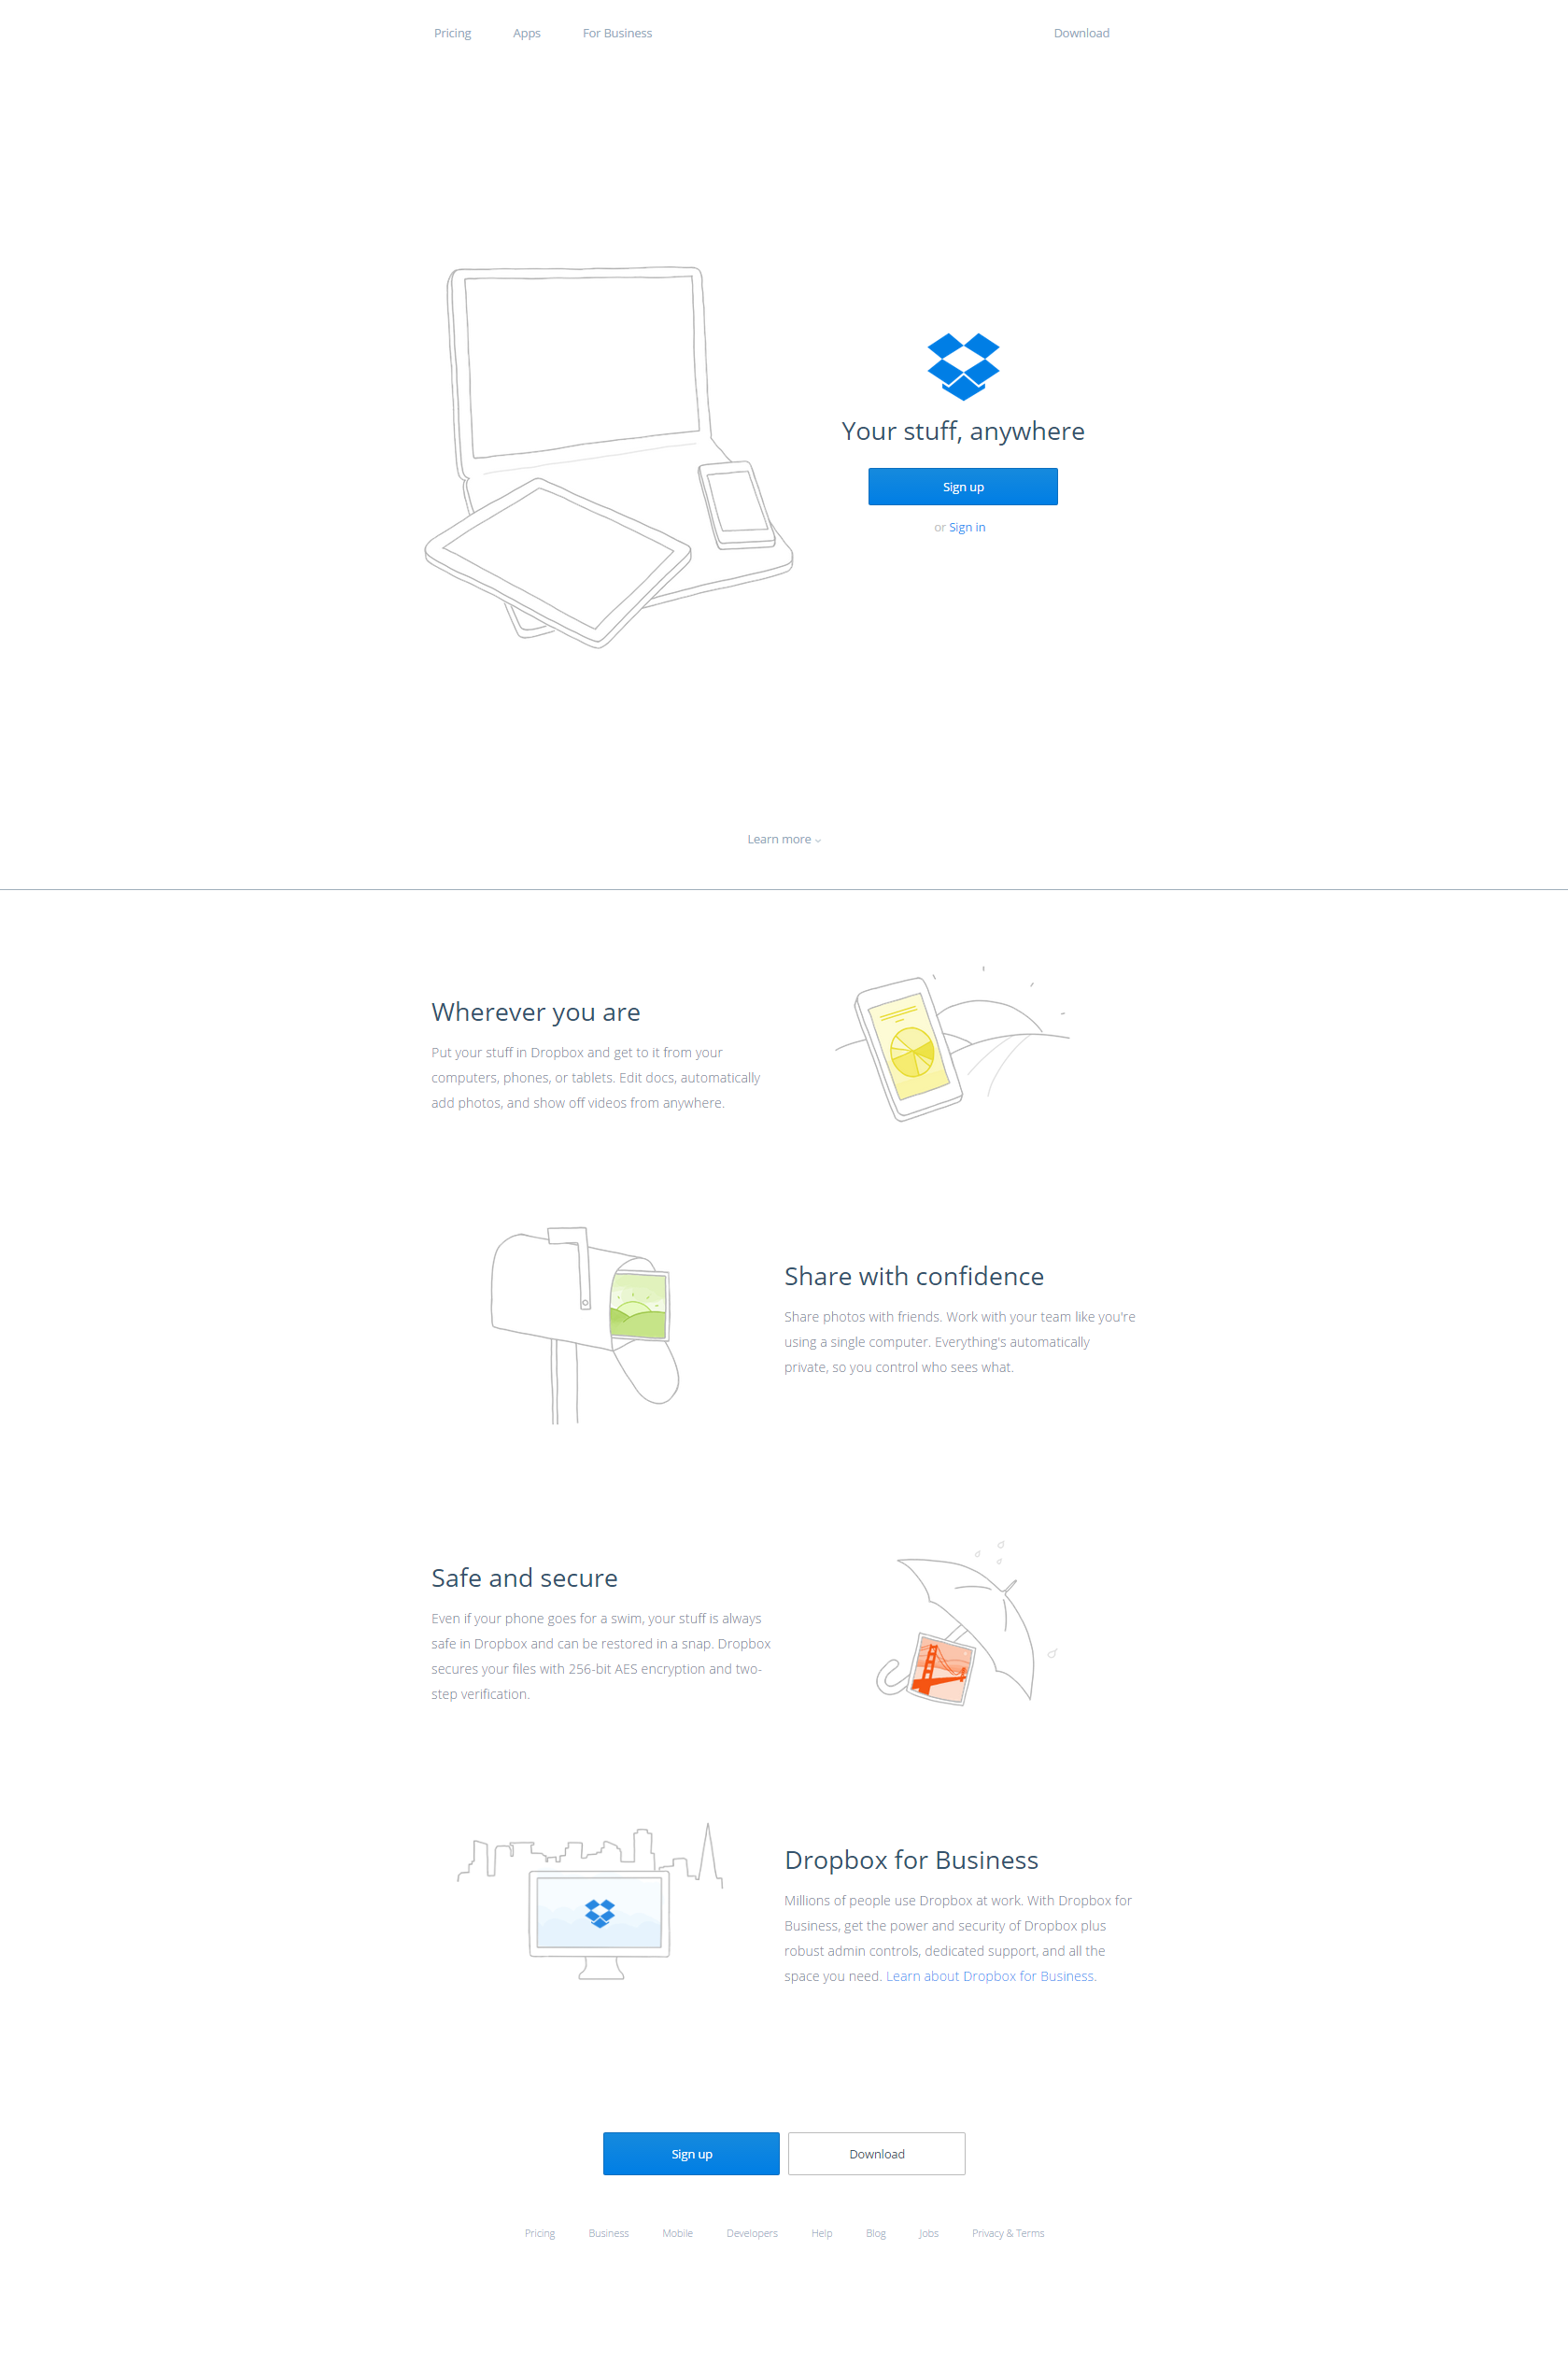 Pricing Apps For Business Download
Your stuff, anywhere
Sign up
or Sign in
Learn more
Wherever you are
Put your stuff in Dropbox and get to it from your
computers, phones, or tablets. Edit docs, automatically
add photos, and show off videos from anywhere.
Share with confidence
Share photos with friends. Work with your team like you're
using a single computer. Everything's automatically
private, so you control who sees what.
Safe and secure
Even if your phone goes for a swim, your stuff is always
safe in Dropbox and can be restored in a snap. Dropbox
secures your files with 256-bit AES encryption and two-
step verification.
Dropbox for Business
Millions of people use Dropbox at work. With Dropbox for
Business, get the power and security of Dropbox plus
robust admin controls, dedicated support, and all the
space you need. Learn about Dropbox for Business.
Sign up Download
Pricing Business Mobile Developers Help Blog Jobs Privacy & Terms